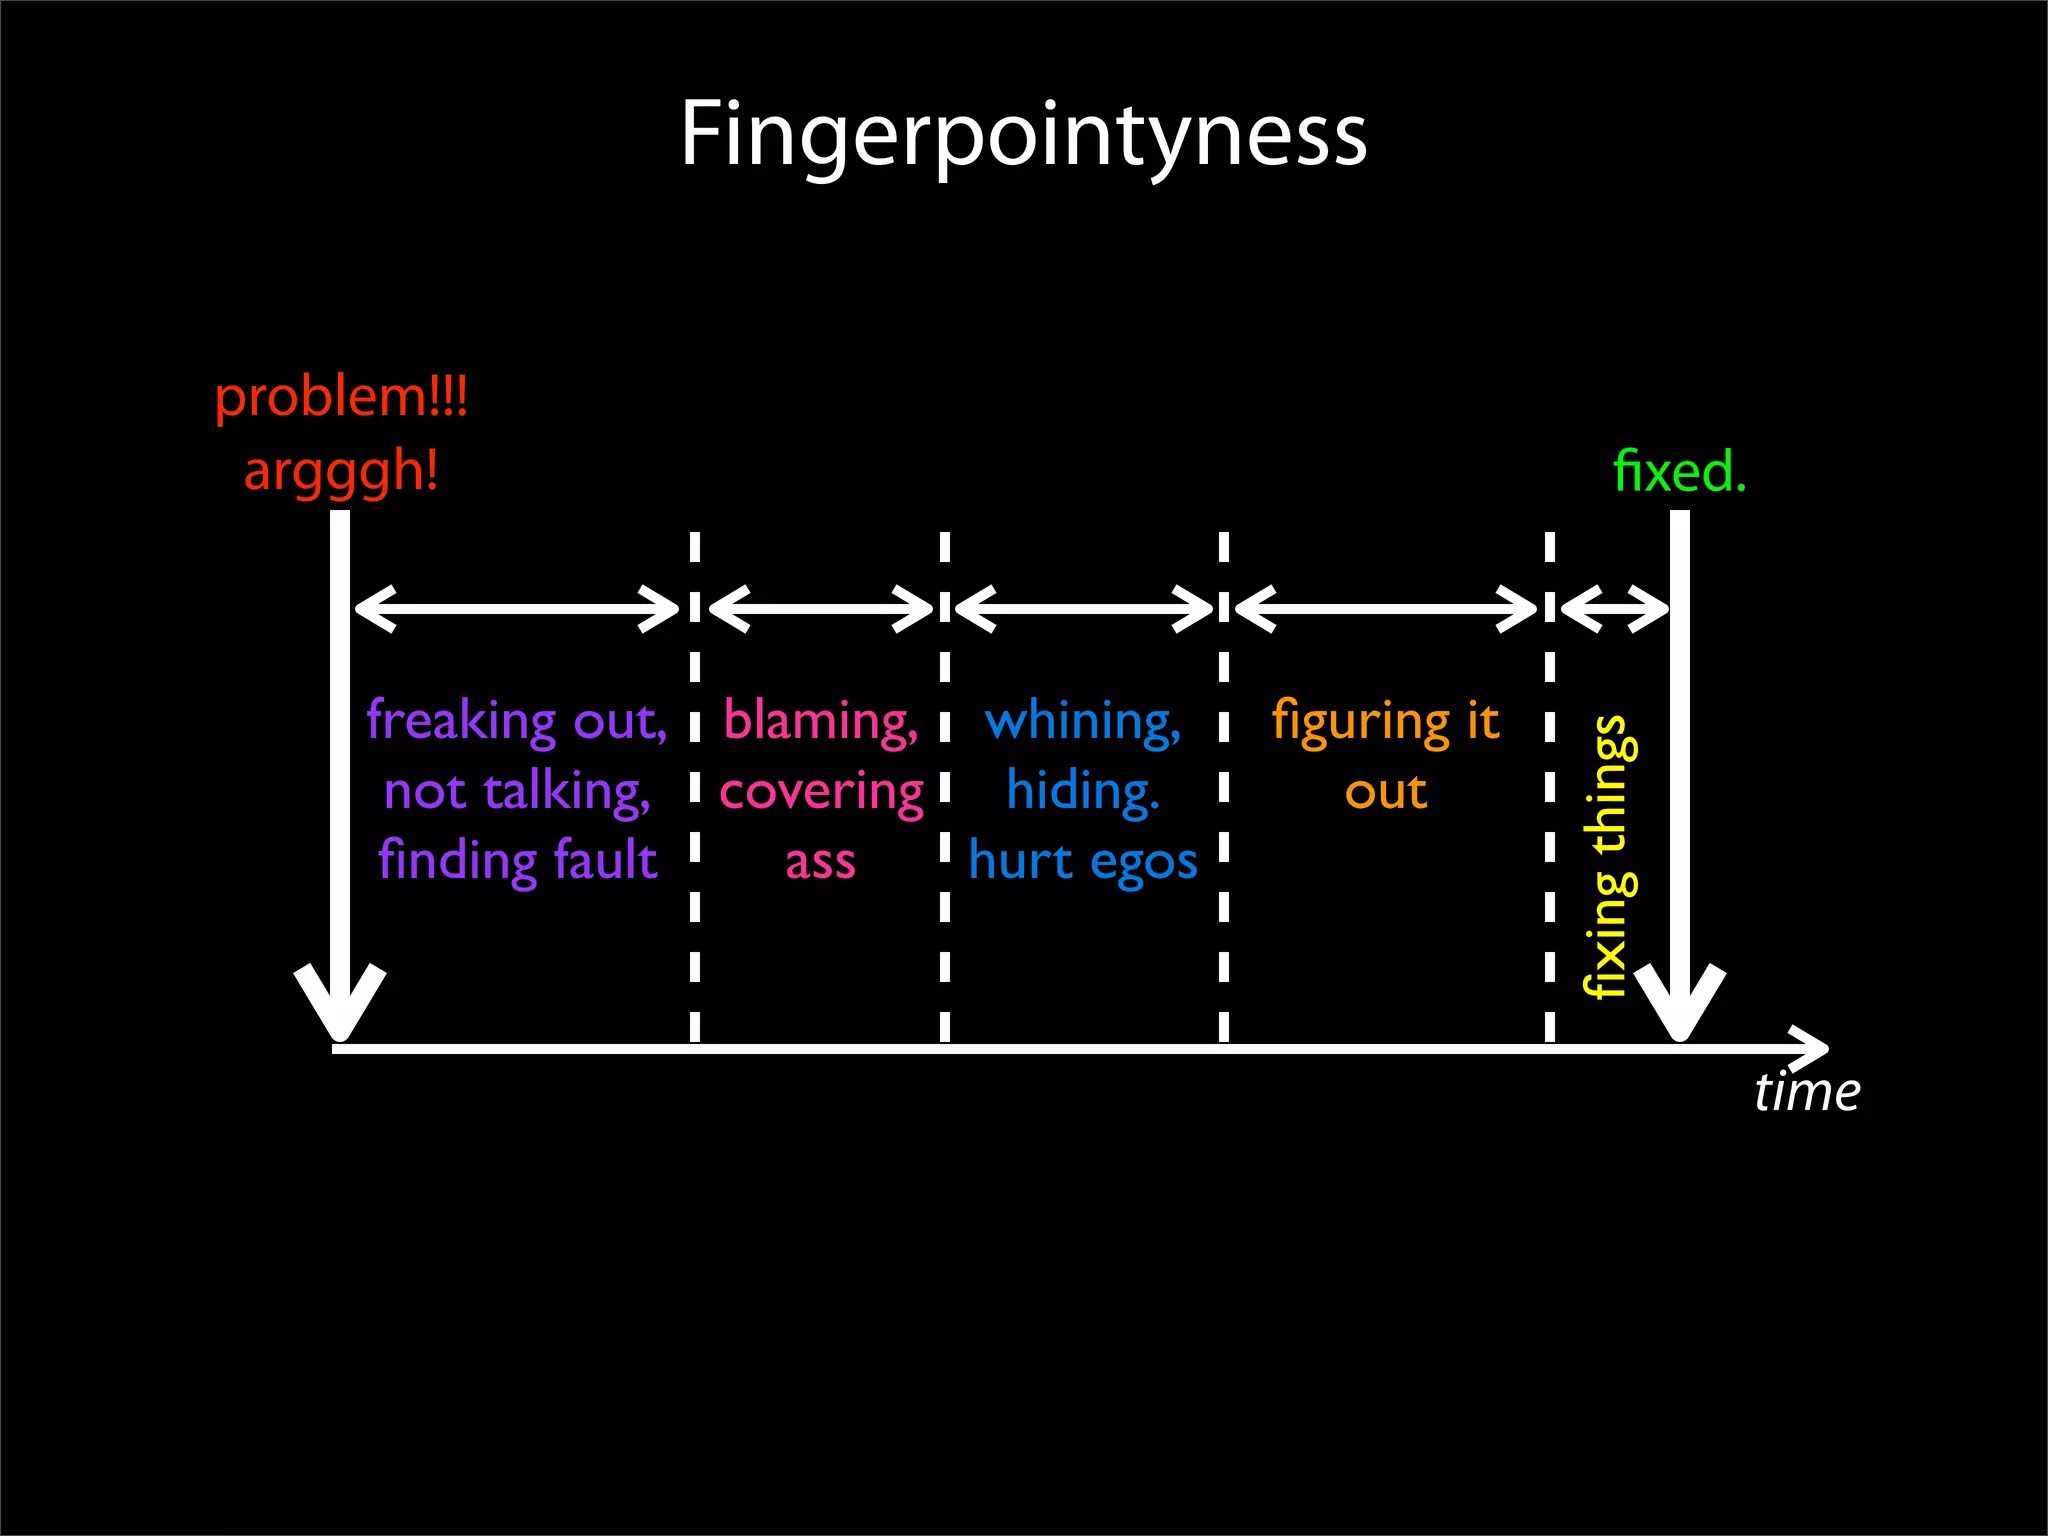 Fingerpointyness
problem!!!
argggh!
fixed.
freaking out,
not talking,
finding fault
blaming,
covering
ass
whining,
hiding.
hurt egos
figuring it
out
fixing things
time